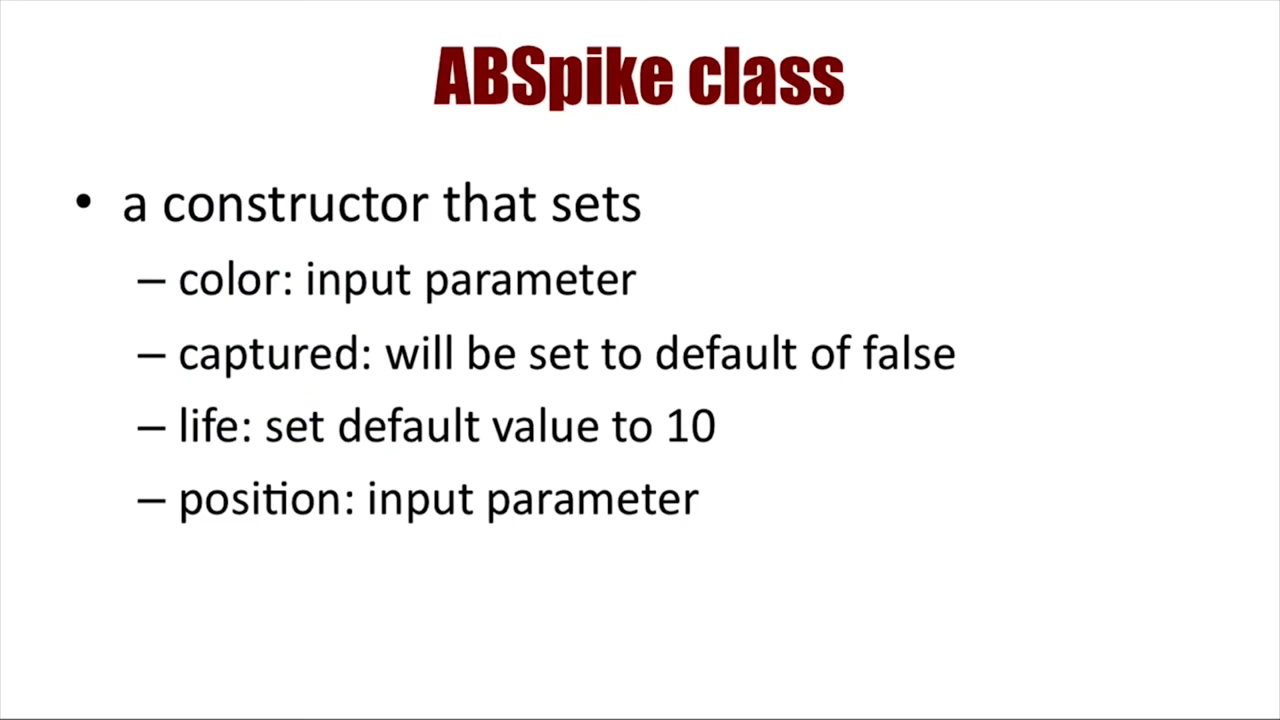 ABSpike class
• a constructor that sets
– color: input parameter
– captured: will be set to default of false
– life: set default value to 10
– position: input parameter